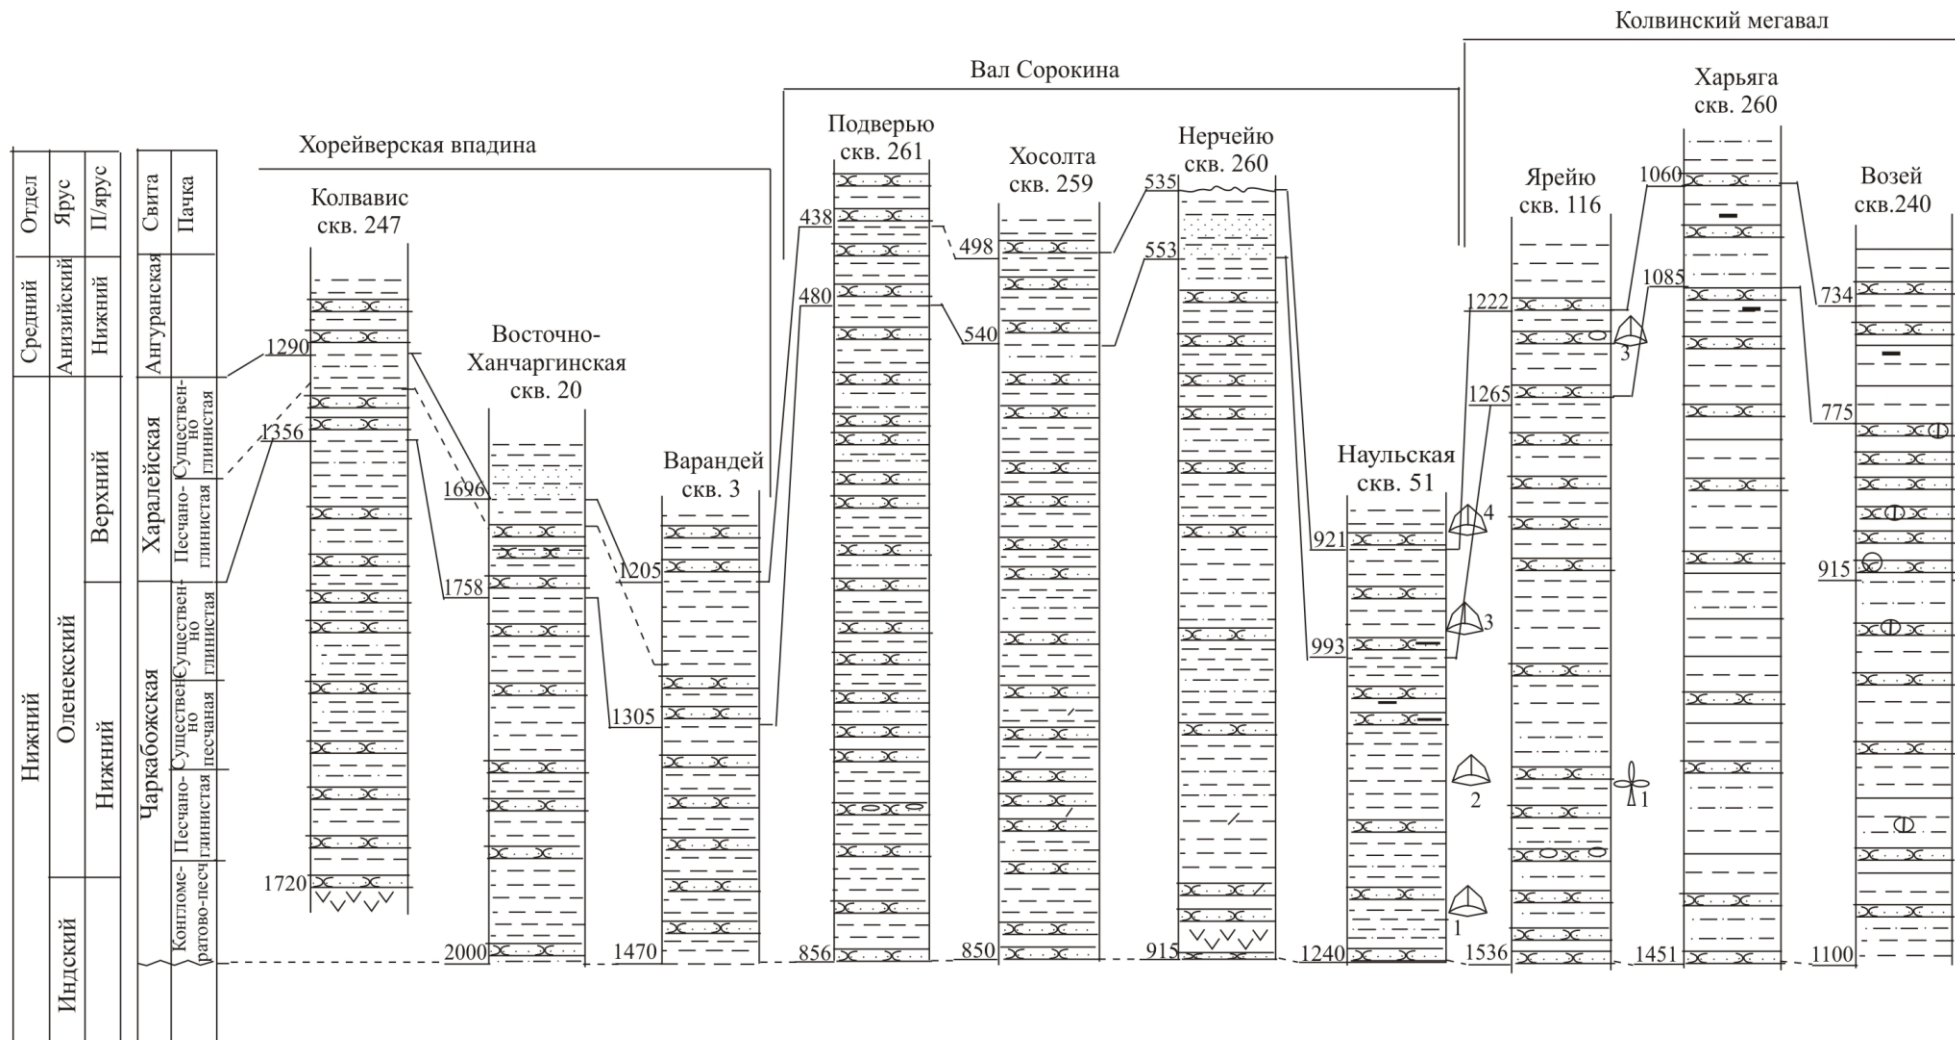 Колвинский мегавал
Вал Сорокина
Хорейверская впадина
Отдел
Ярус
П/ярус
Свита
Пачка
Средний
Анизийский
Нижний
Ангуранская
Нижний
Оленекский
Индский
Верхний
Нижний
Харалейская
Чаркабожская
Существен-
но
глинистая
Песчано-
глинистая
Существен
но
глинистая
Существен
но
песчаная
Песчано-
глинистая
Конгломе-
ратово-песч
Колвавис
скв. 247
1290
1356
1720
Восточно-
Ханчаргинская
скв. 20
1696
1758
2000
Варандей
скв. 3
1205
1305
1470
Подверью
скв. 261
438
480
856
Хосолта
скв. 259
498
540
850
Нерчейю
скв. 260
535
553
915
Наульская
скв. 51
921
993
1240
4
3
2
1
Ярейю
скв. 116
1222
1265
1536
3
1
Харьяга
скв. 260
1060
1085
1451
Возей
скв.240
734
775
915
1100